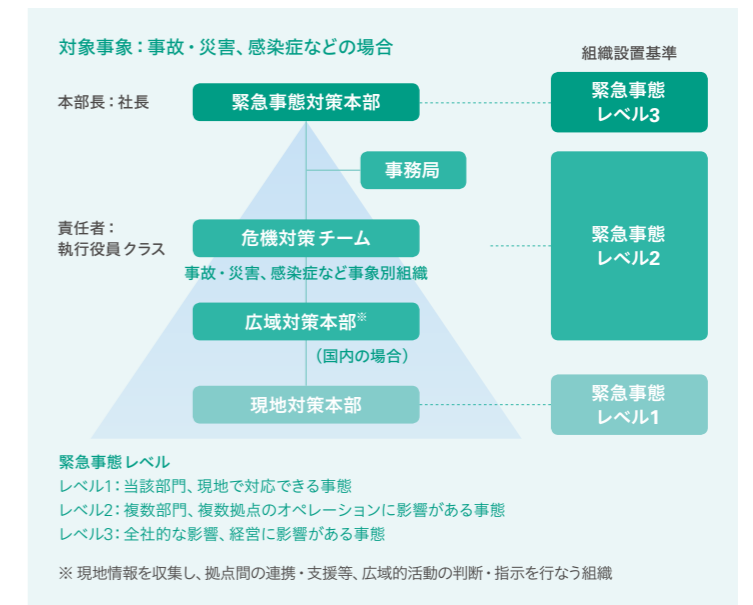 対象事象：事故・災害、感染症などの場合
組織設置基準
本部長：社長
緊急事態対策本部
緊急事態
レベル3
事務局
責任者：
執行役員クラス
危機対策 チーム
緊急事態
レベル2
事故・災害、感染症など事象別組織
広域対策本部※
（国内の場合）
現地対策本部
緊急事態
レベル1
緊急事態レベル
レベル1：当該部門、現地で対応できる事態
レベル2：複数部門、複数拠点のオペレーションに影響がある事態
レベル3：全社的な影響、経営に影響がある事態
※ 現地情報を収集し、拠点間の連携・支援等、広域的活動の判断・指示を行なう組織